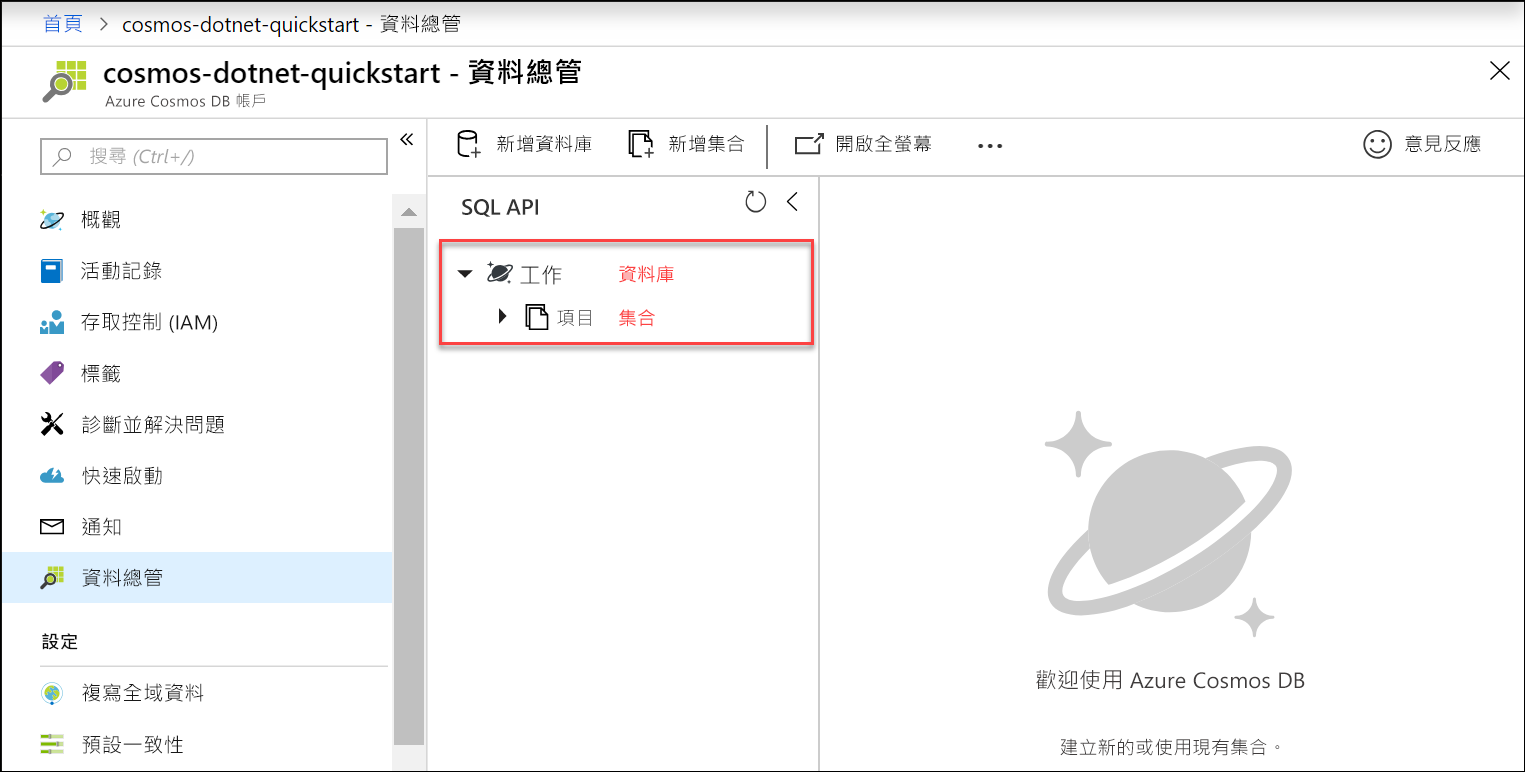 首頁 > cosmos-dotnet-quickstart - 資料總管
cosmos-dotnet-quickstart - 資料總管
Azure Cosmos DB 帳戶
搜尋 (Ctrl+/)
概觀
活動記錄
存取控制 (IAM)
標籤
診斷並解決問題
快速啟動
通知
資料總管
設定
複寫全域資料
預設一致性
新增資料庫 新增集合 開啟全螢幕 ... 意見反應
SQL API
工作 資料庫
項目 集合
歡迎使用 Azure Cosmos DB
建立新的或使用現有集合。